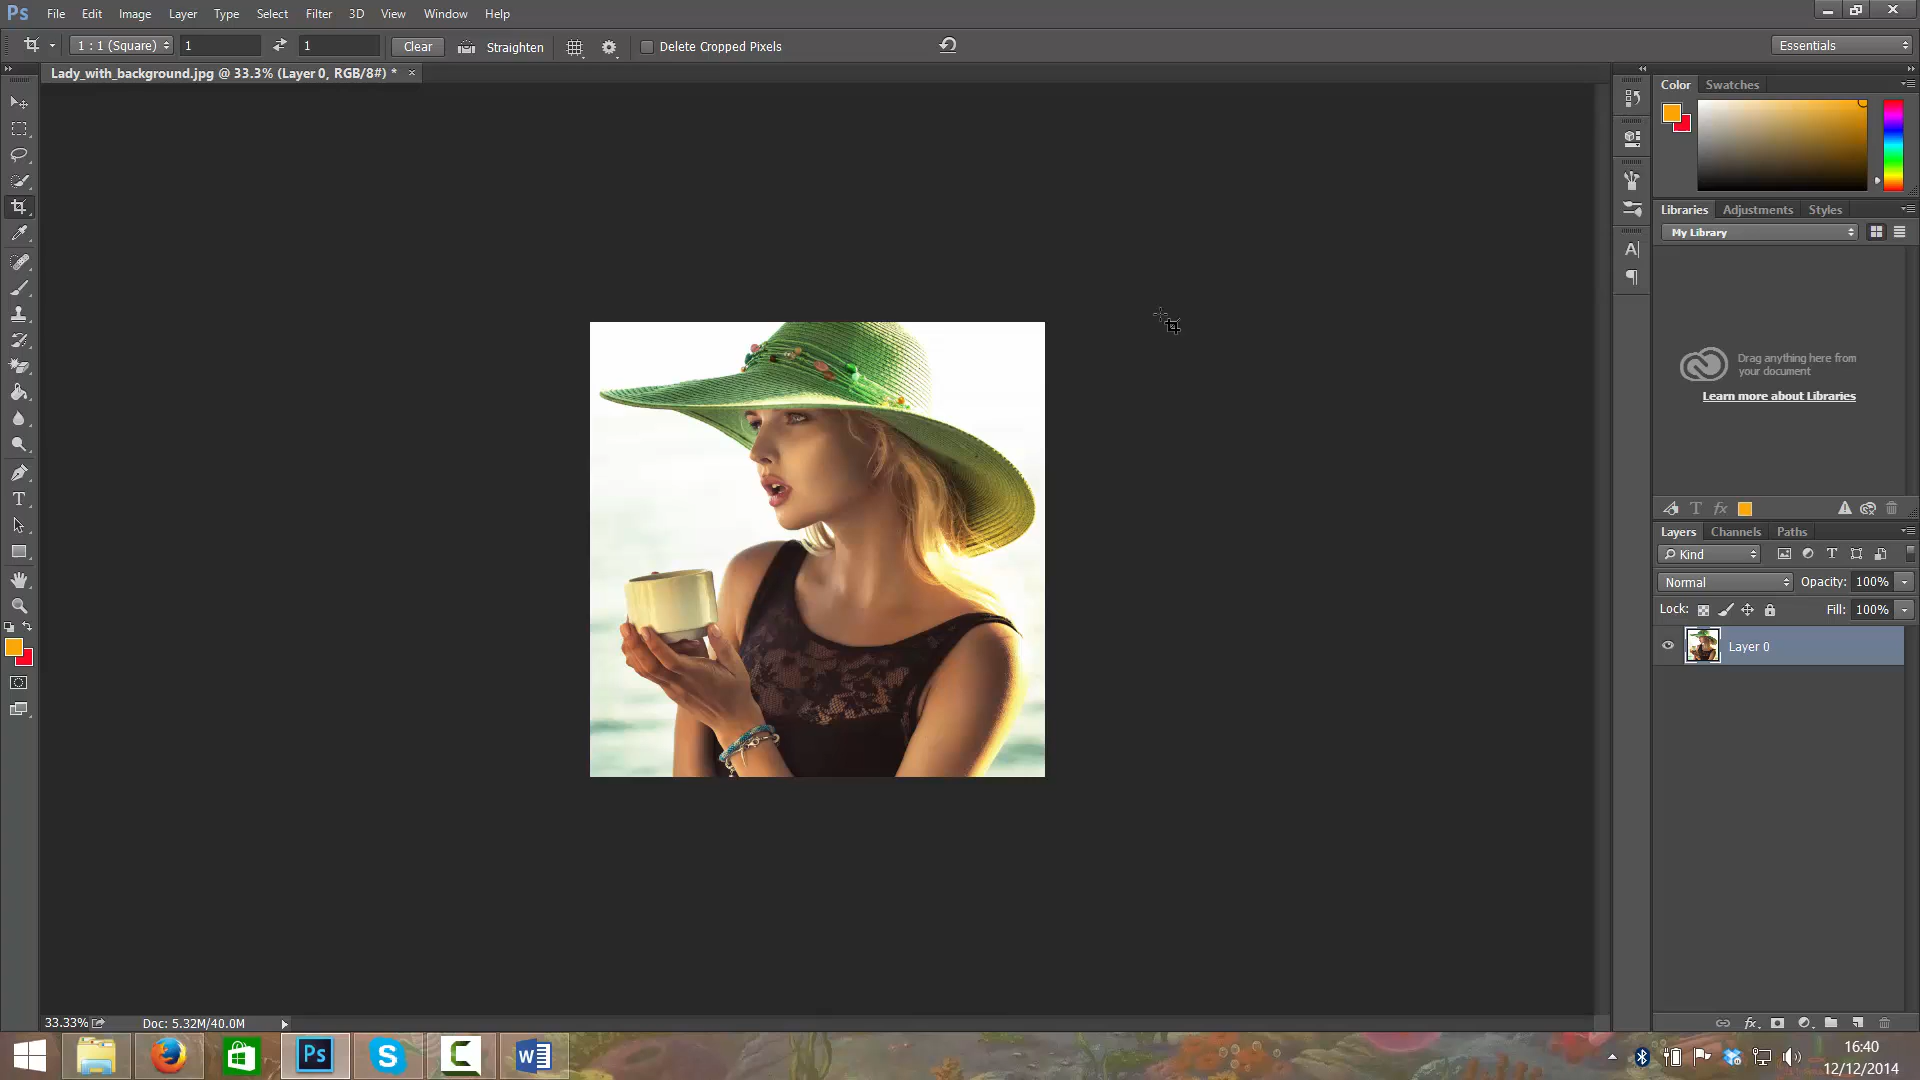 Ps File Edit Image Layer Type Select Filter 3D View Window Help
1 : 1 (Square) 1 1 Clear Straighten Delete Cropped Pixels Essentials
Lady_with_background.jpg @ 33.3% (Layer 0, RGB/8#) * ×
Color Swatches
Libraries Adjustments Styles
My Library
Drag anything here from
your document
Learn more about Libraries
T fx
Layers Channels Paths
Kind T
Normal Opacity: 100%
Lock: Fill: 100%
Layer 0
33.33% Doc: 5.32M/40.0M fx
Ps S C W
16:40
12/12/2014